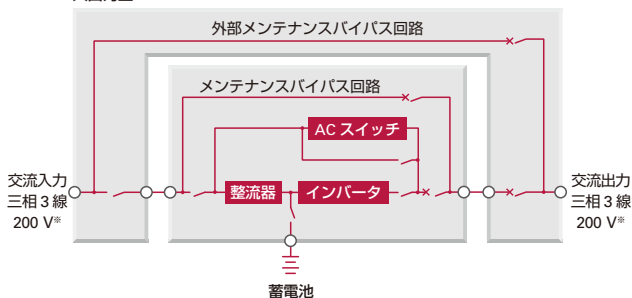 外部メンテナンスバイパス回路
メンテナンスバイパス回路
AC スイッチ
整流器
インバータ
交流入力
三相 3 線
200 V※
交流出力
三相 3 線
200 V※
蓄電池